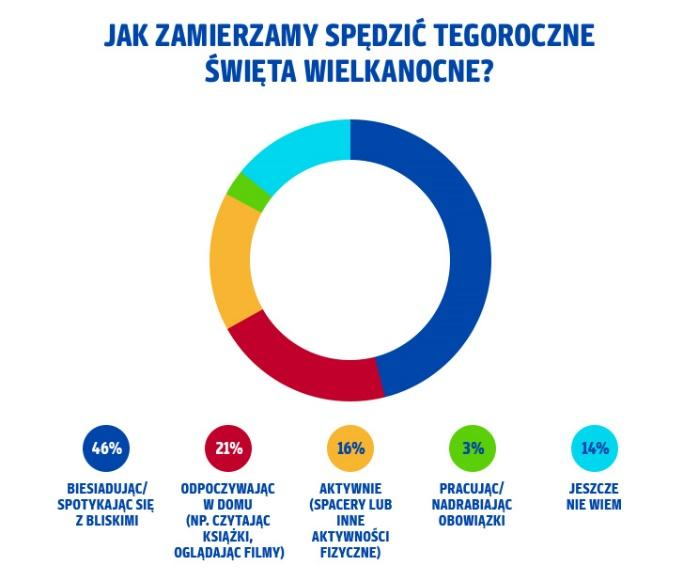 JAK ZAMIERZAMY SPĘDZIĆ TEGOROCZNE
ŚWIĘTA WIELKANOCNE?
46%
BIESIADUJĄC/
SPOTYKAJĄC SIĘ
Z BLISKIMI
21%
ODPOCZYWAJĄC
W DOMU
(NP. CZYTAJĄC
KSIĄŻKI,
OGLĄDAJĄC FILMY)
16%
AKTYWNIE
(SPACERY LUB
INNE
AKTYWNOŚCI
FIZYCZNE)
3%
PRACUJĄC/
NADRABIAJĄC
OBOWIĄZKI
14%
JESZCZE
NIE WIEM